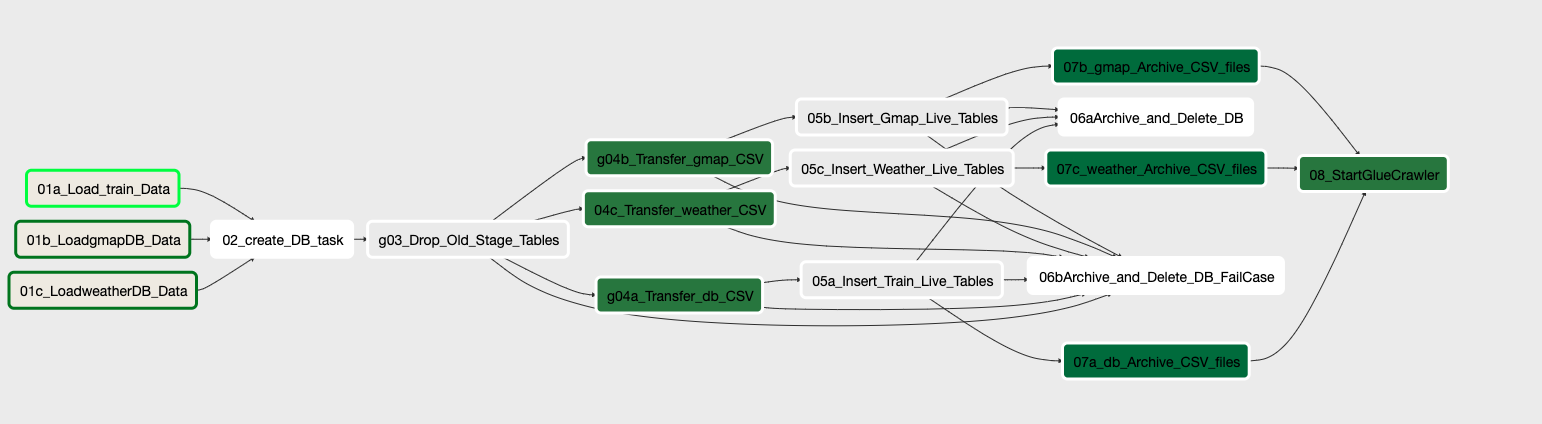 01a_Load_train_Data
01b_LoadgmapDB_Data
01c_LoadweatherDB_Data
02_create_DB_task
g03_Drop_Old_Stage_Tables
g04b_Transfer_gmap_CSV
04c_Transfer_weather_CSV
g04a_Transfer_db_CSV
05b_Insert_Gmap_Live_Tables
05c_Insert_Weather_Live_Tables
05a_Insert_Train_Live_Tables
07b_gmap_Archive_CSV_files
06aArchive_and_Delete_DB
07c_weather_Archive_CSV_files
06bArchive_and_Delete_DB_FailCase
07a_db_Archive_CSV_files
08_StartGlueCrawler